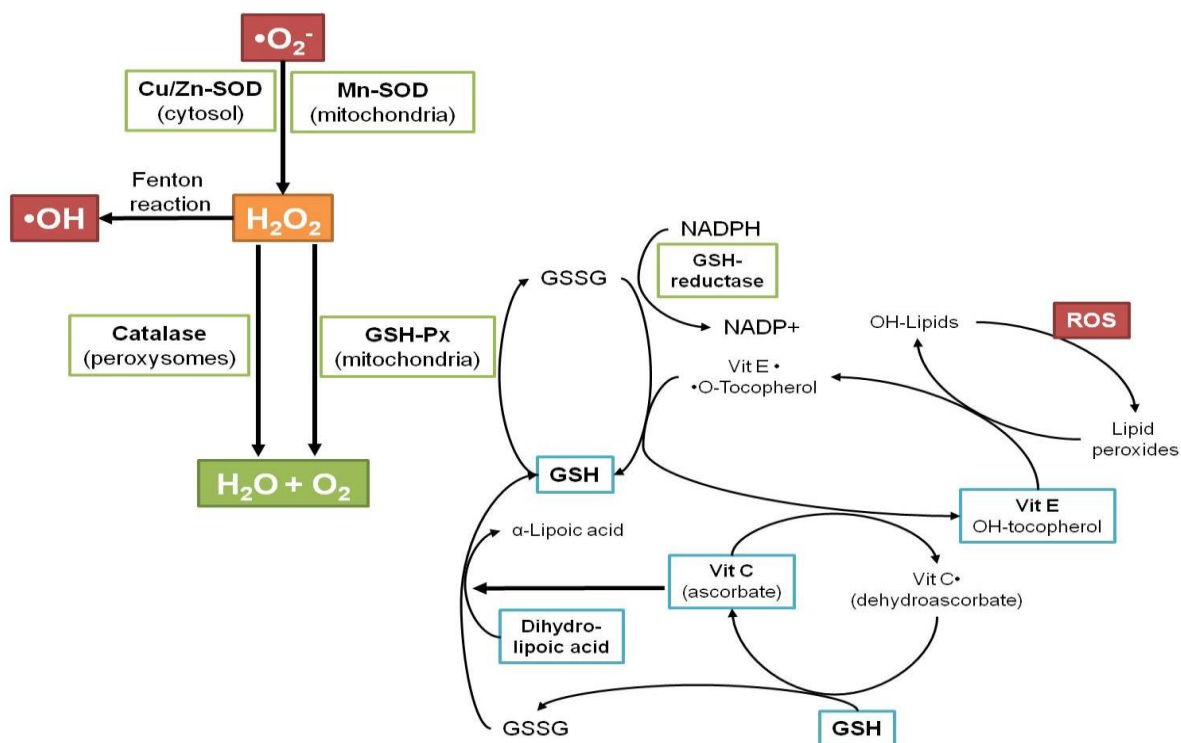 •O₂⁻
Cu/Zn-SOD
(cytosol)
Mn-SOD
(mitochondria)
Fenton
reaction
•OH
H₂O₂
Catalase
(peroxysomes)
GSH-Px
(mitochondria)
H₂O + O₂
GSSG
NADPH
GSH-
reductase
NADP+
Vit E •
•O-Tocopherol
OH-Lipids
ROS
Lipid
peroxides
GSH
Vit E
OH-tocopherol
α-Lipoic acid
Vit C
(ascorbate)
Vit C•
(dehydroascorbate)
Dihydro-
lipoic acid
GSSG
GSH